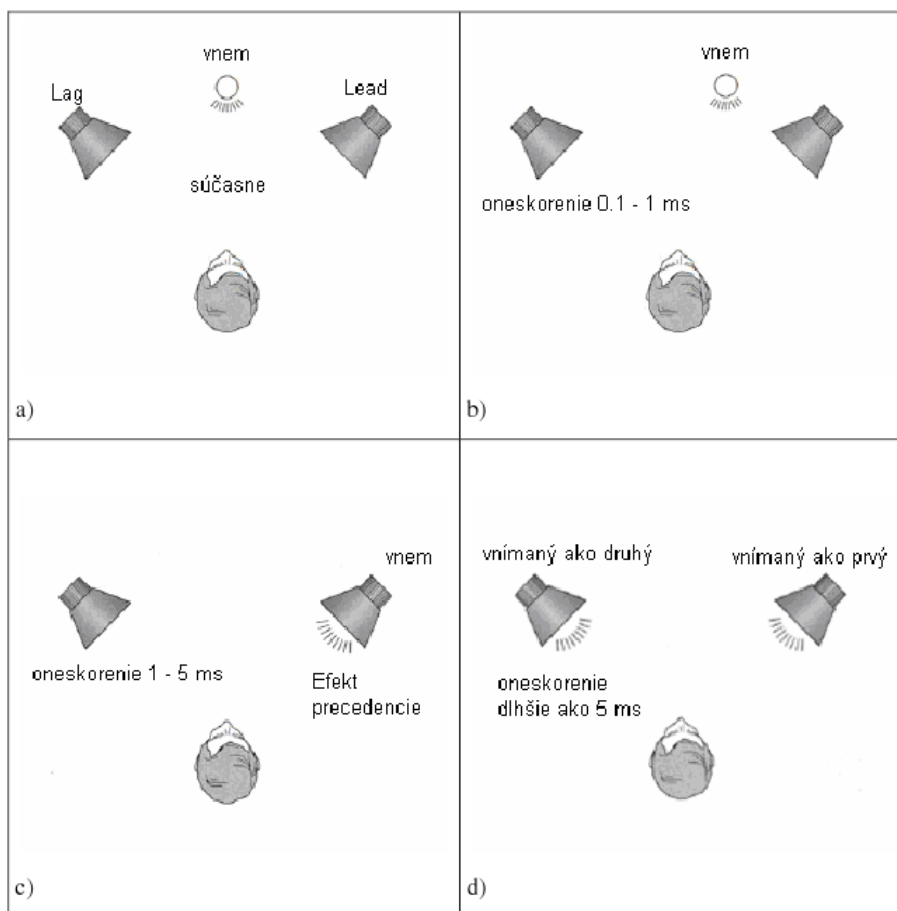 vnem
Lag
Lead
súčasne
a)
vnem
oneskorenie 0.1 - 1 ms
b)
vnem
oneskorenie 1 - 5 ms
Efekt
precedencie
c)
vnímaný ako druhý
vnímaný ako prvý
oneskorenie
dlhšie ako 5 ms
d)